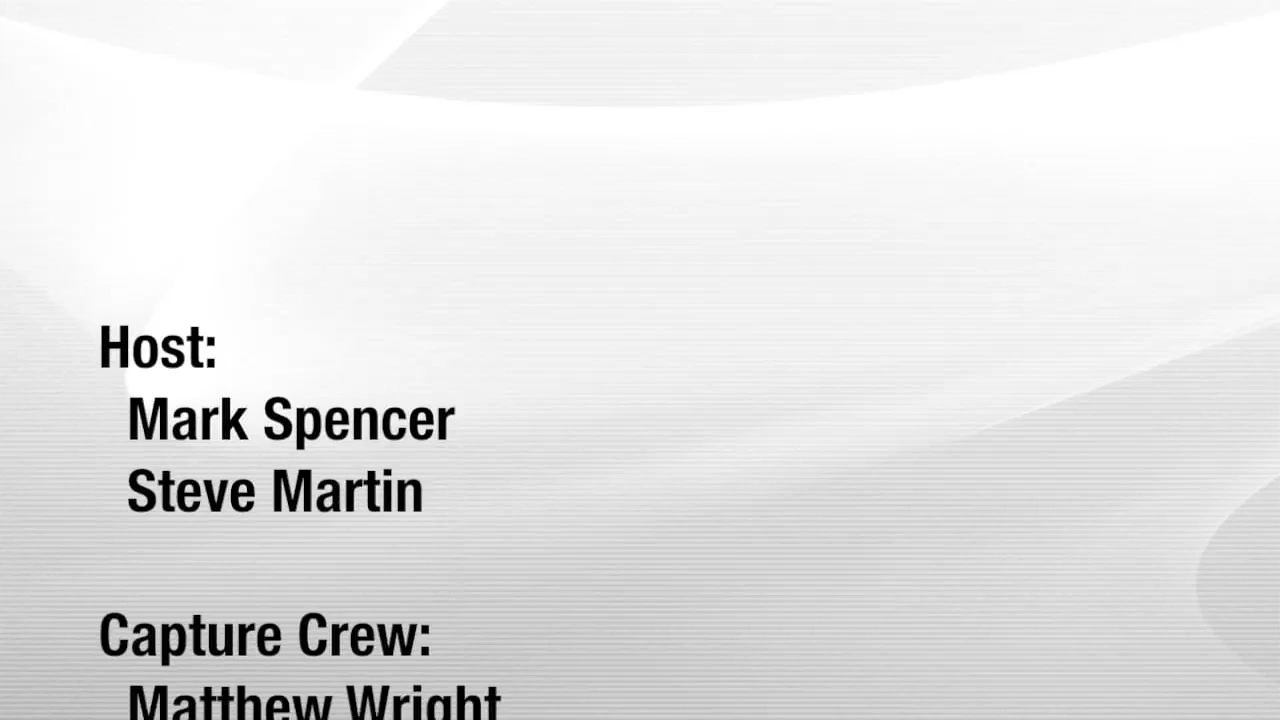 Host:
Mark Spencer
Steve Martin
Capture Crew:
Matthew Wright